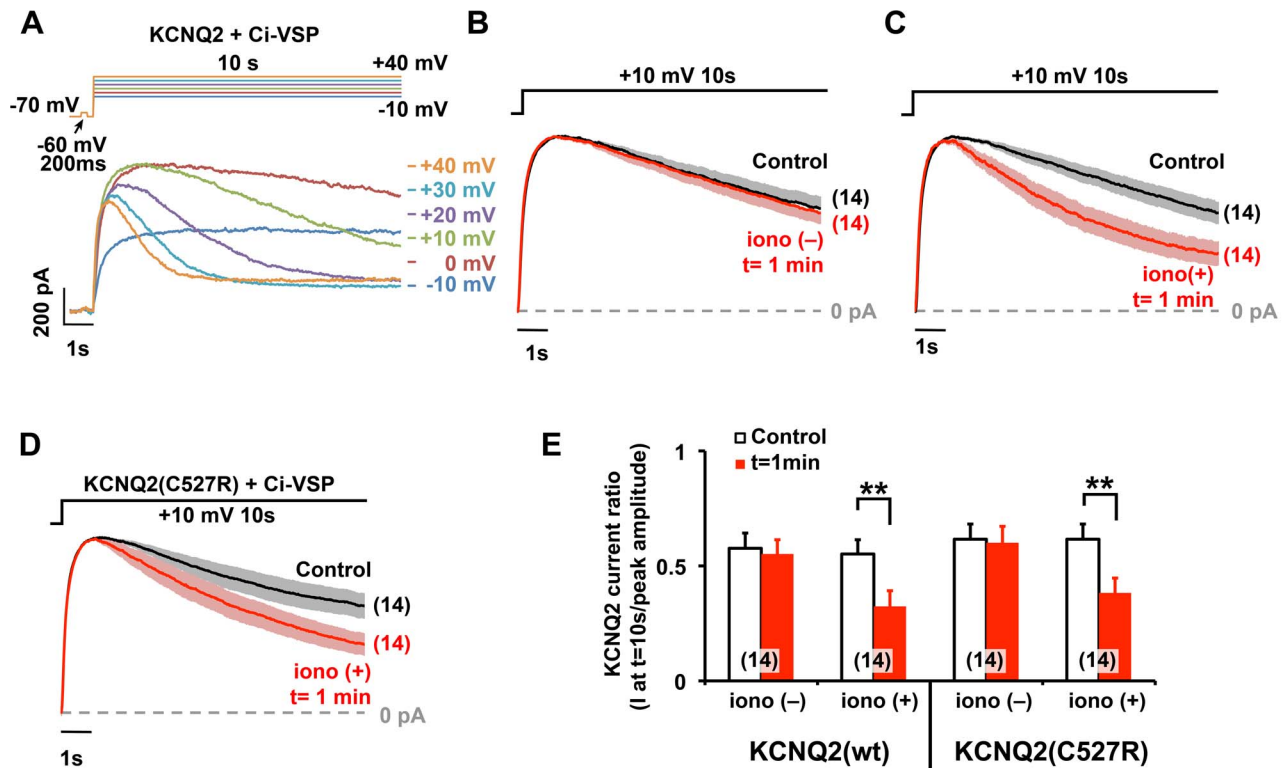 A
KCNQ2 + Ci-VSP
10 s
+40 mV
-70 mV
-10 mV
-60 mV
200ms
+40 mV
+30 mV
+20 mV
+10 mV
0 mV
-10 mV
200 pA
1s
B
+10 mV 10s
Control
(14)
(14)
iono (–)
t= 1 min
0 pA
1s
C
+10 mV 10s
Control
(14)
(14)
iono(+)
t= 1 min
0 pA
1s
D
KCNQ2(C527R) + Ci-VSP
+10 mV 10s
Control
(14)
(14)
iono (+)
t= 1 min
0 pA
1s
E
KCNQ2 current ratio
(I at t=10s/peak amplitude)
1
0.5
0
Control
t=1min
**
**
(14)
(14)
(14)
(14)
iono (–)
iono (+)
iono (–)
iono (+)
KCNQ2(wt)
KCNQ2(C527R)